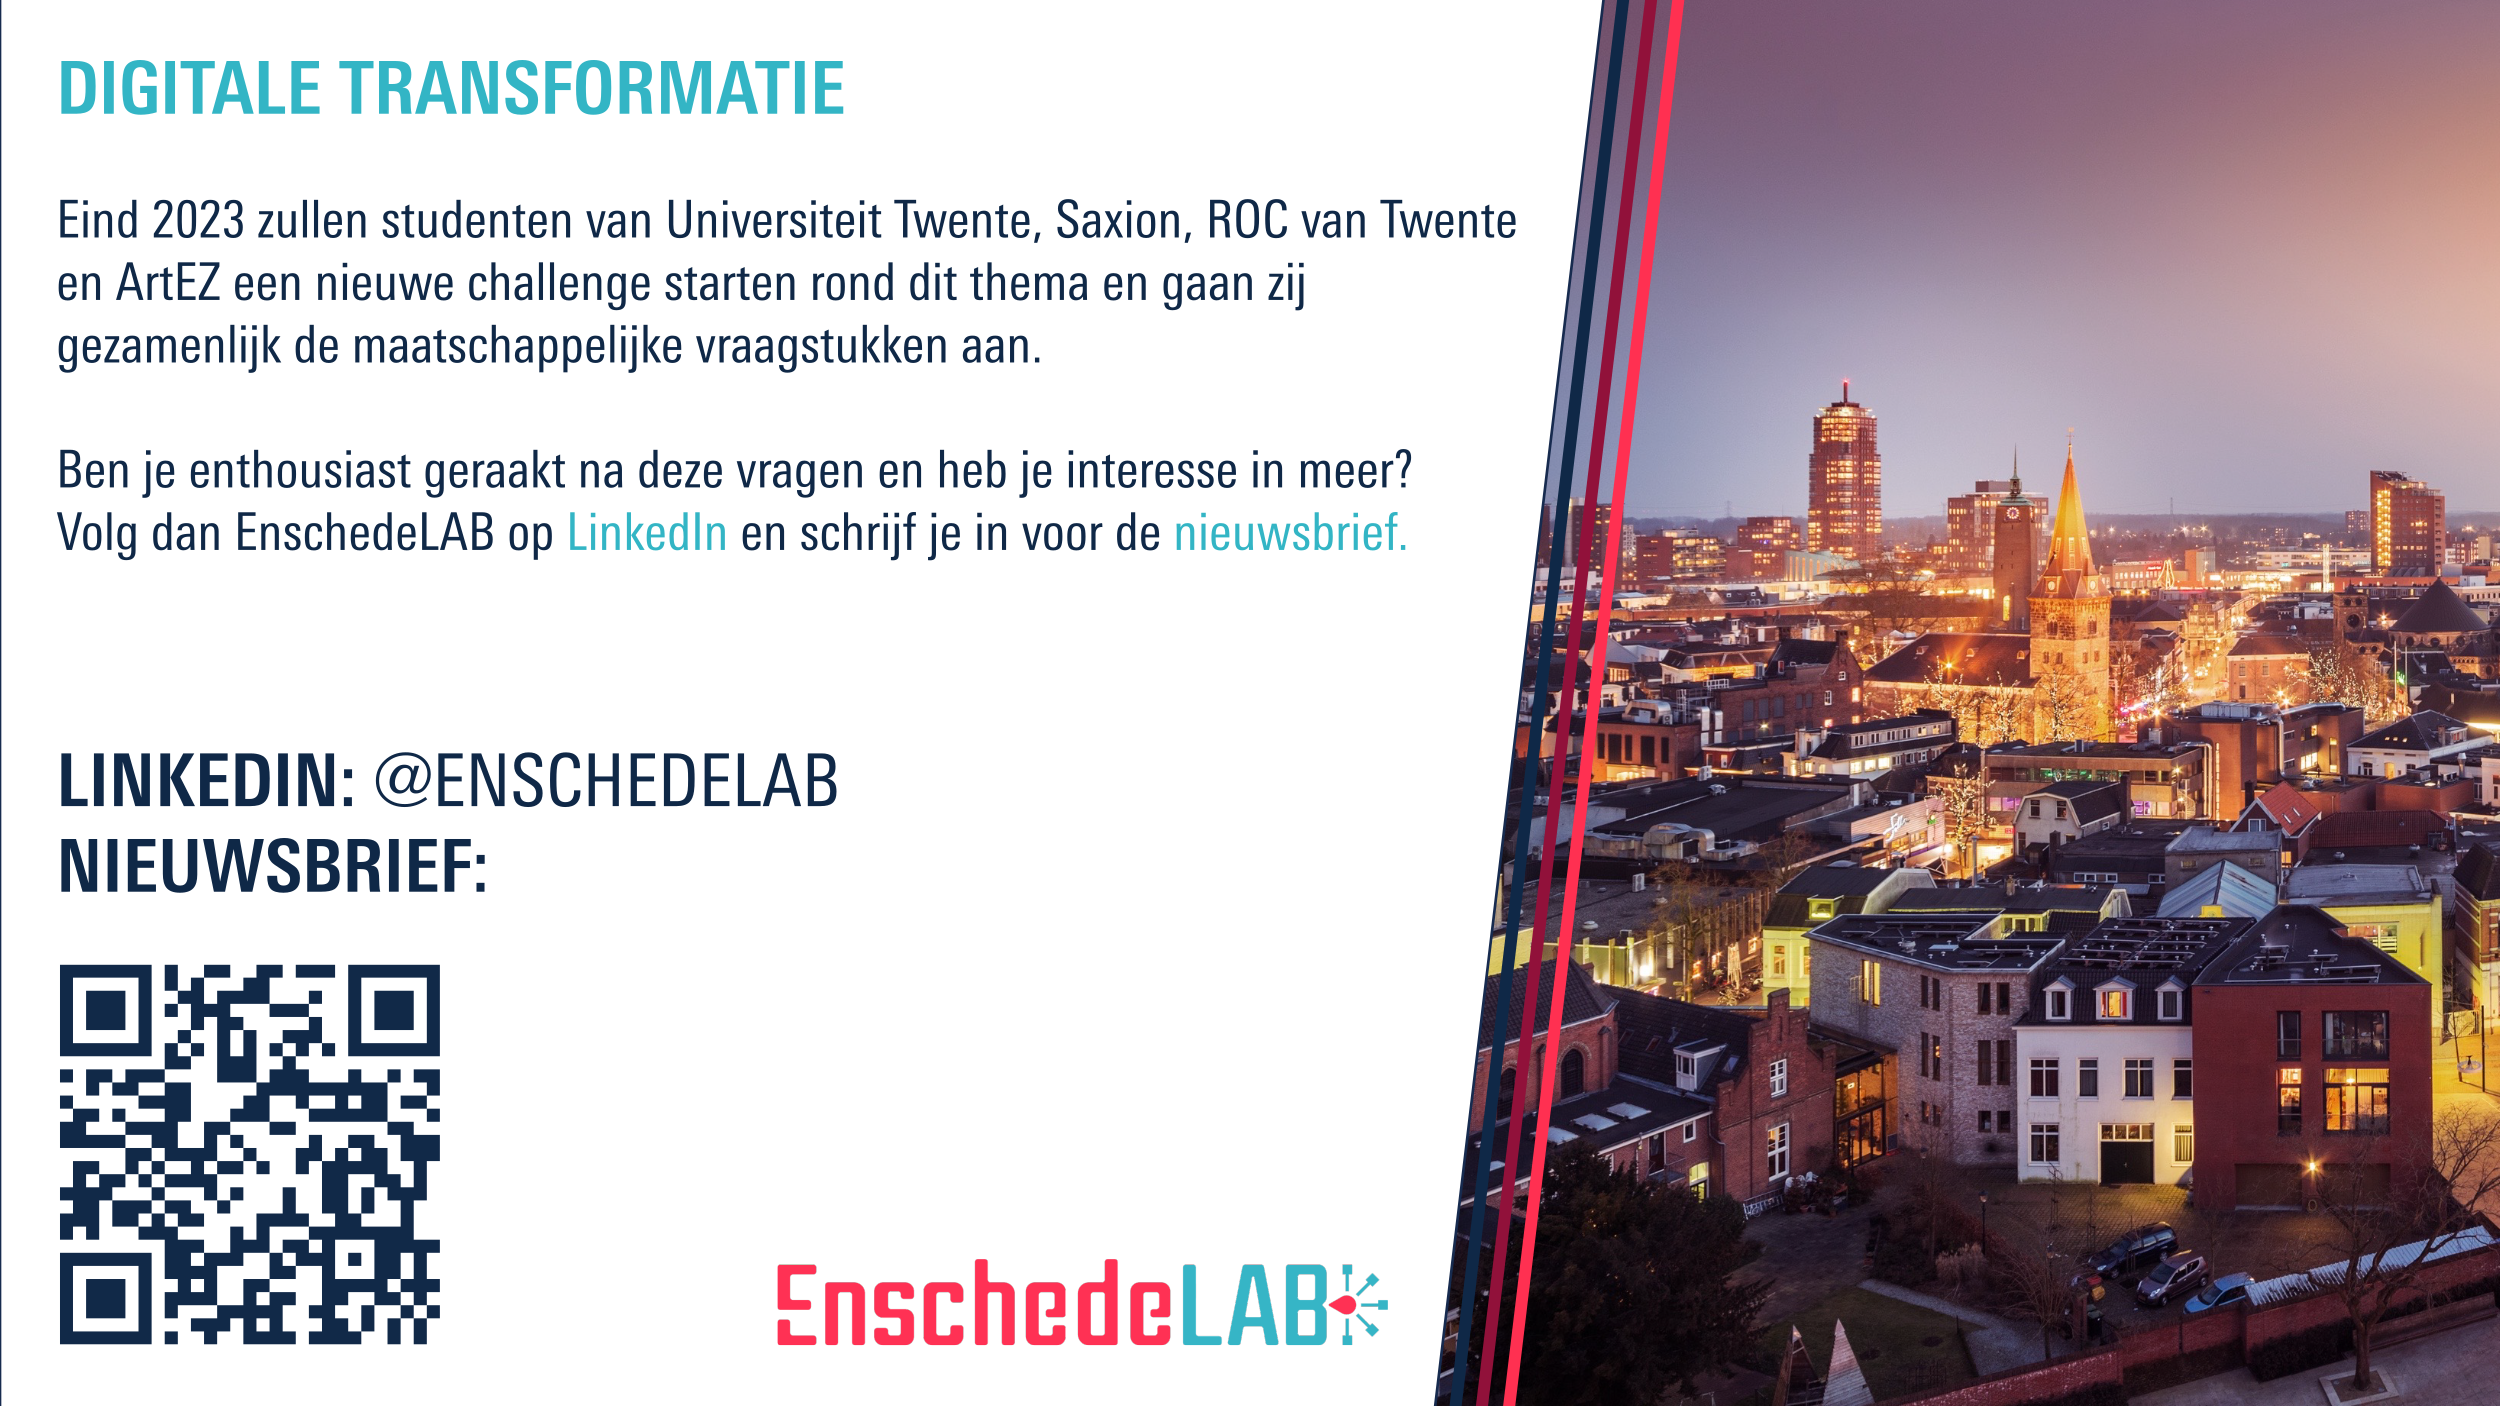 DIGITALE TRANSFORMATIE
Eind 2023 zullen studenten van Universiteit Twente, Saxion, ROC van Twente
en ArtEZ een nieuwe challenge starten rond dit thema en gaan zij
gezamenlijk de maatschappelijke vraagstukken aan.
Ben je enthousiast geraakt na deze vragen en heb je interesse in meer?
Volg dan EnschedeLAB op LinkedIn en schrijf je in voor de nieuwsbrief.
LINKEDIN: @ENSCHEDELAB
NIEUWSBRIEF:
EnschedeLAB